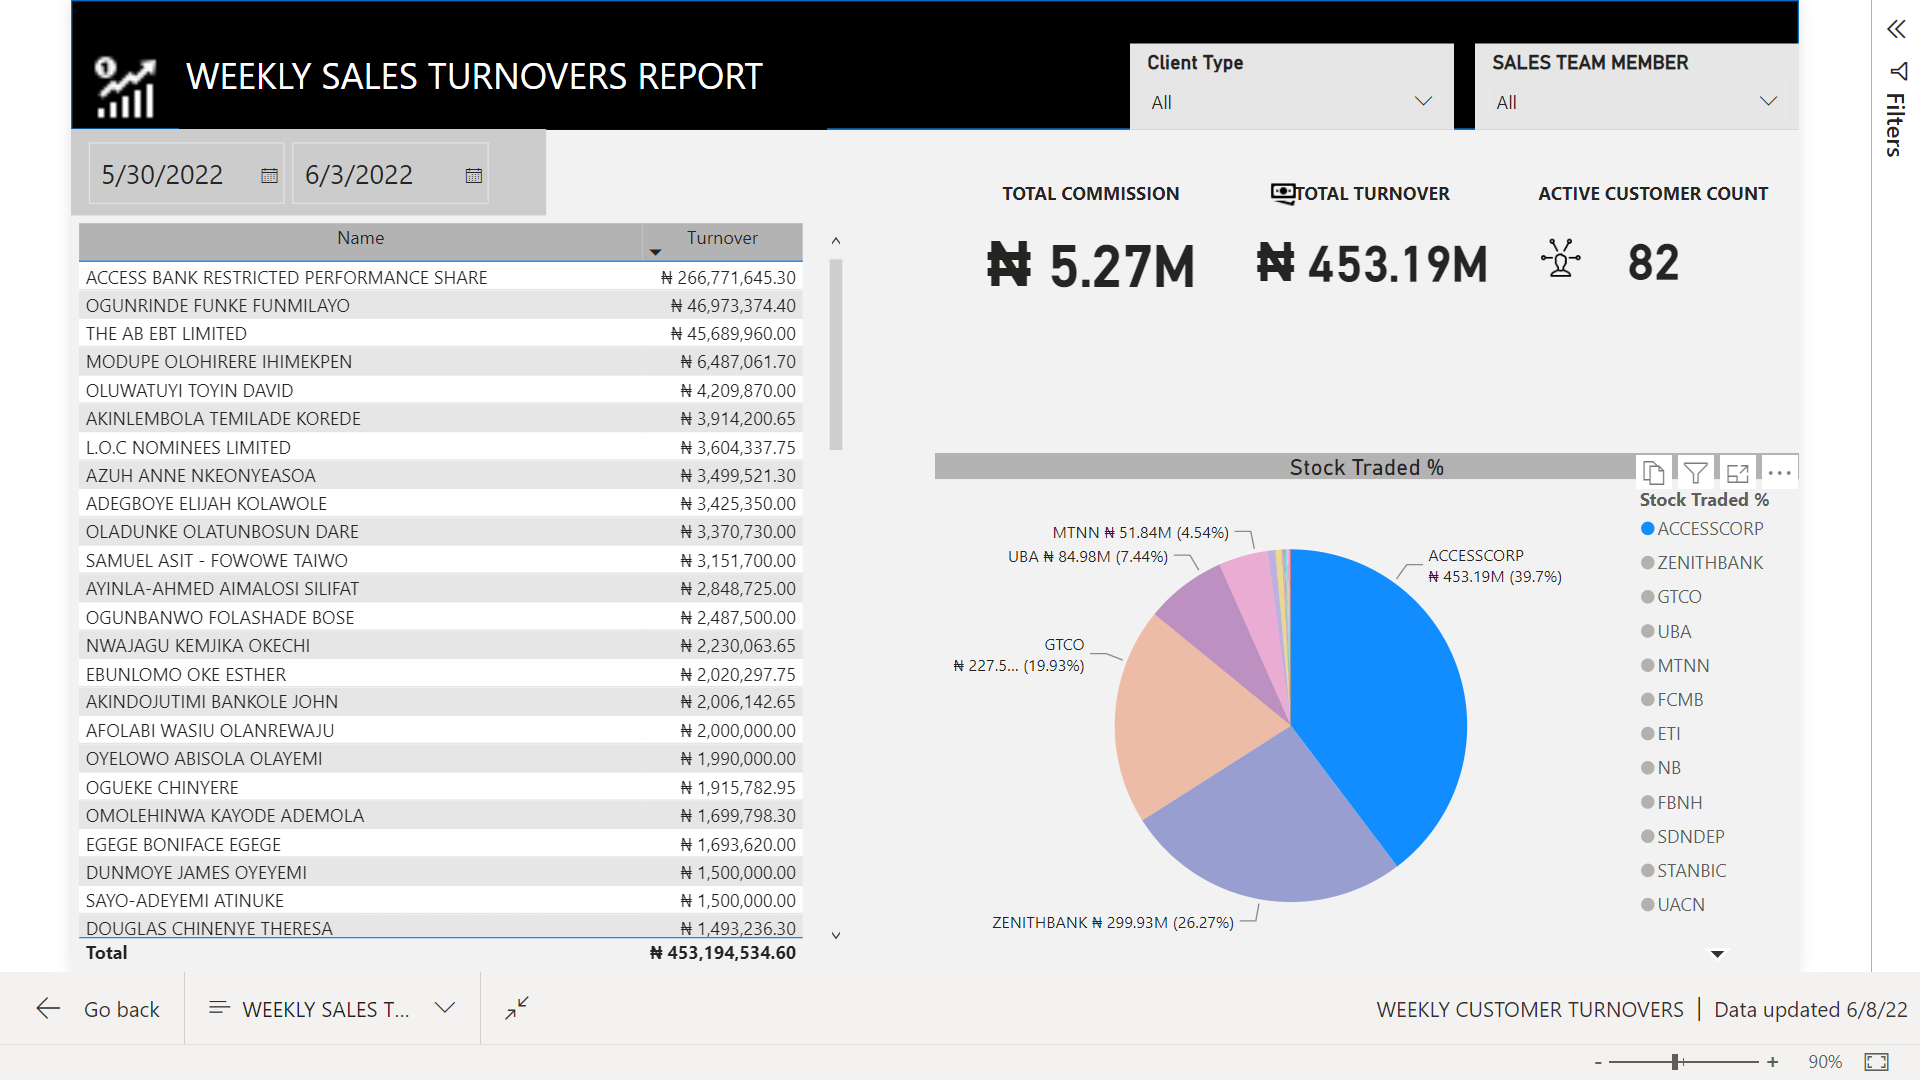 WEEKLY SALES TURNOVERS REPORT
Client Type
All
SALES TEAM MEMBER
All
Filters
5/30/2022
6/3/2022
TOTAL COMMISSION
₦ 5.27M
TOTAL TURNOVER
₦ 453.19M
ACTIVE CUSTOMER COUNT
82
Name Turnover
ACCESS BANK RESTRICTED PERFORMANCE SHARE ₦ 266,771,645.30
OGUNRINDE FUNKE FUNMILAYO ₦ 46,973,374.40
THE AB EBT LIMITED ₦ 45,689,960.00
MODUPE OLOHIRERE IHIMEKPEN ₦ 6,487,061.70
OLUWATUYI TOYIN DAVID ₦ 4,209,870.00
AKINLEMBOLA TEMILADE KOREDE ₦ 3,914,200.65
L.O.C NOMINEES LIMITED ₦ 3,604,337.75
AZUH ANNE NKEONYEASOA ₦ 3,499,521.30
ADEGBOYE ELIJAH KOLAWOLE ₦ 3,425,350.00
OLADUNKE OLATUNBOSUN DARE ₦ 3,370,730.00
SAMUEL ASIT - FOWOWE TAIWO ₦ 3,151,700.00
AYINLA-AHMED AIMALOSI SILIFAT ₦ 2,848,725.00
OGUNBANWO FOLASHADE BOSE ₦ 2,487,500.00
NWAJAGU KEMJIKA OKECHI ₦ 2,230,063.65
EBUNLOMO OKE ESTHER ₦ 2,020,297.75
AKINDOJUTIMI BANKOLE JOHN ₦ 2,006,142.65
AFOLABI WASIU OLANREWAJU ₦ 2,000,000.00
OYELOWO ABISOLA OLAYEMI ₦ 1,990,000.00
OGUEKE CHINYERE ₦ 1,915,782.95
OMOLEHINWA KAYODE ADEMOLA ₦ 1,699,798.30
EGEGE BONIFACE EGEGE ₦ 1,693,620.00
DUNMOYE JAMES OYEYEMI ₦ 1,500,000.00
SAYO-ADEYEMI ATINUKE ₦ 1,500,000.00
DOUGLAS CHINENYE THERESA ₦ 1,493,236.30
Total ₦ 453,194,534.60
Stock Traded %
MTNN ₦ 51.84M (4.54%)
UBA ₦ 84.98M (7.44%)
GTCO
₦ 227.5... (19.93%)
ZENITHBANK ₦ 299.93M (26.27%)
ACCESSCORP
₦ 453.19M (39.7%)
Stock Traded %
ACCESSCORP
ZENITHBANK
GTCO
UBA
MTNN
FCMB
ETI
NB
FBNH
SDNDEP
STANBIC
UACN
Go back
WEEKLY SALES T...
WEEKLY CUSTOMER TURNOVERS | Data updated 6/8/22
- + 90%